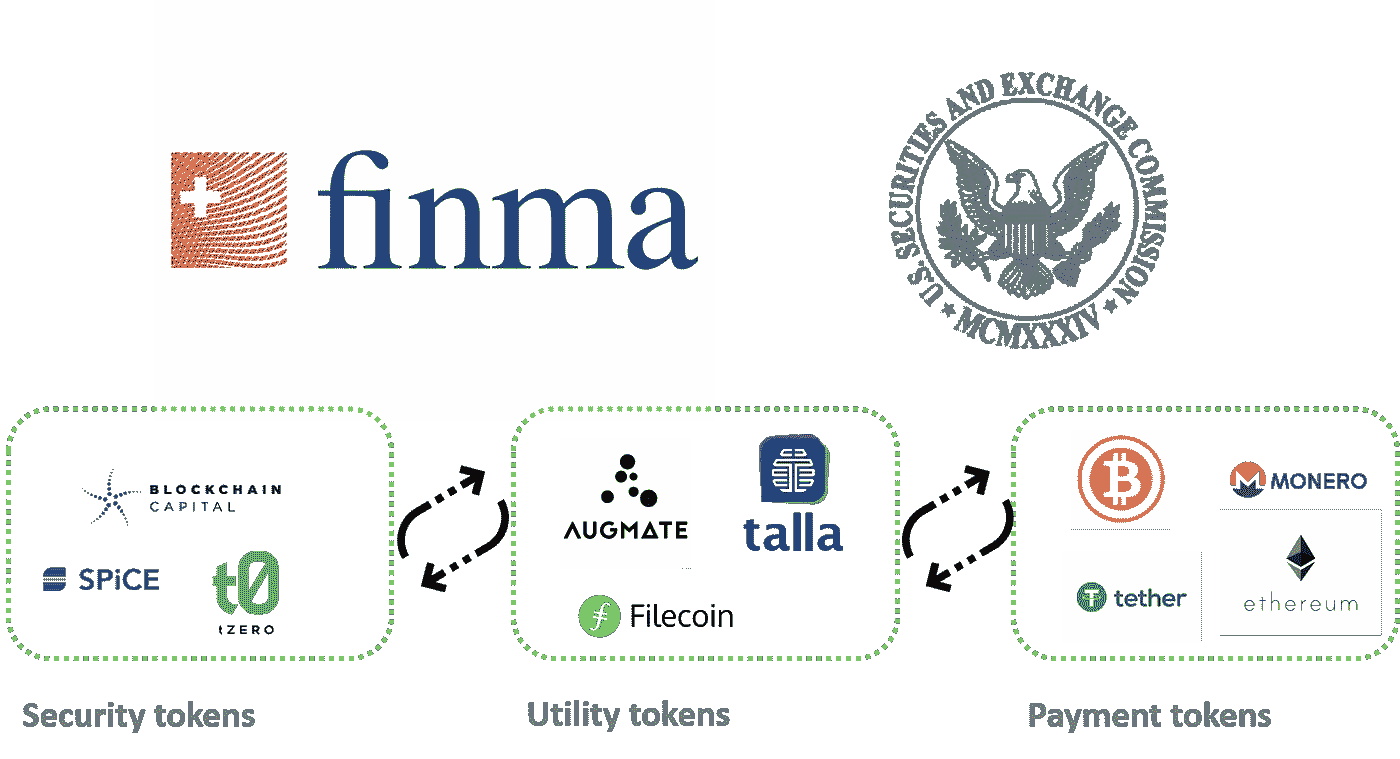 finma
U.S. SECURITIES AND EXCHANGE COMMISSION
MCMXXXIV
BLOCKCHAIN
CAPITAL
SPiCE
t0
tZERO
AUGMATE
talla
Filecoin
MONERO
tether
ethereum
Security tokens
Utility tokens
Payment tokens